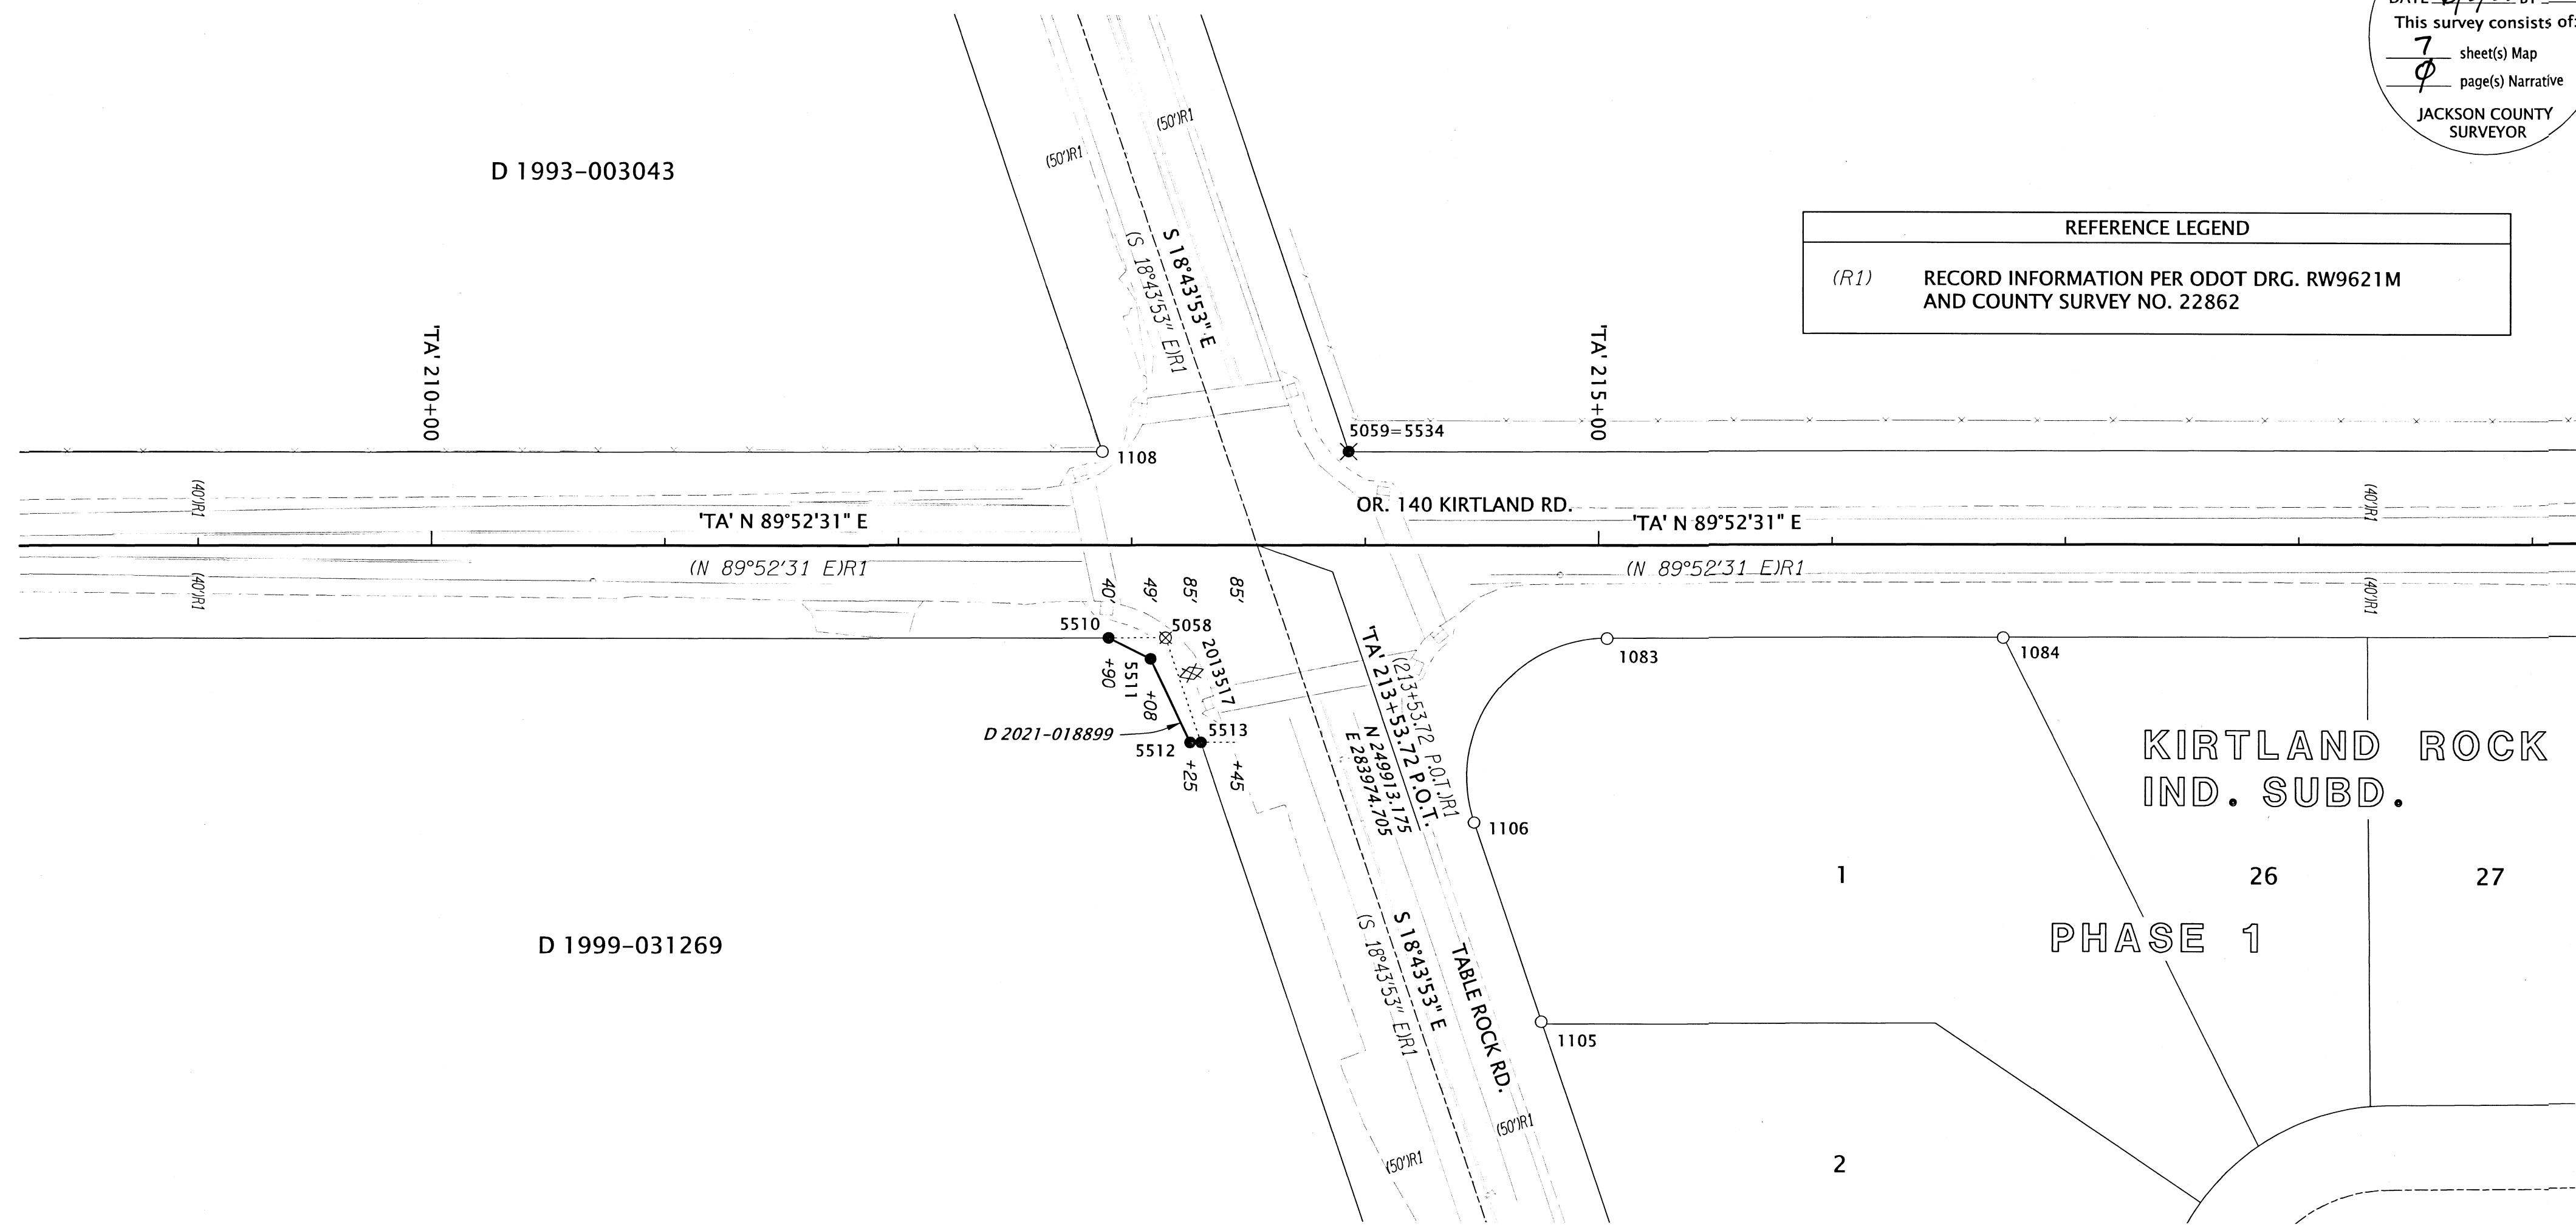 This survey consists of:
7 sheet(s) Map
0 page(s) Narrative
JACKSON COUNTY
SURVEYOR
D 1993-003043
(50')R1
(50')R1
REFERENCE LEGEND
(R1) RECORD INFORMATION PER ODOT DRG. RW9621M
AND COUNTY SURVEY NO. 22862
S 18°43'53" E
(S 18°43'53" E)R1
'TA' 210+00
'TA' 215+00
5059=5534
1108
(40')R1
OR. 140 KIRTLAND RD.
(40')R1
'TA' N 89°52'31" E
'TA' N 89°52'31" E
(N 89°52'31 E)R1
(N 89°52'31 E)R1
(40')R1
(40')R1
40'
49'
85'
85'
5510
5058
2013517
5511
+90
+08
D 2021-018899
5512
5513
+25
+45
'TA' 213+53.72 P.O.T.
(213+53.72 P.O.T.)R1
N 249913.175
E 283974.705
1083
1084
KIRTLAND ROCK
IND. SUBD.
1106
1
26
27
PHASE 1
D 1999-031269
S 18°43'53" E
(S 18°43'53" E)R1
TABLE ROCK RD.
1105
(50')R1
(50')R1
2